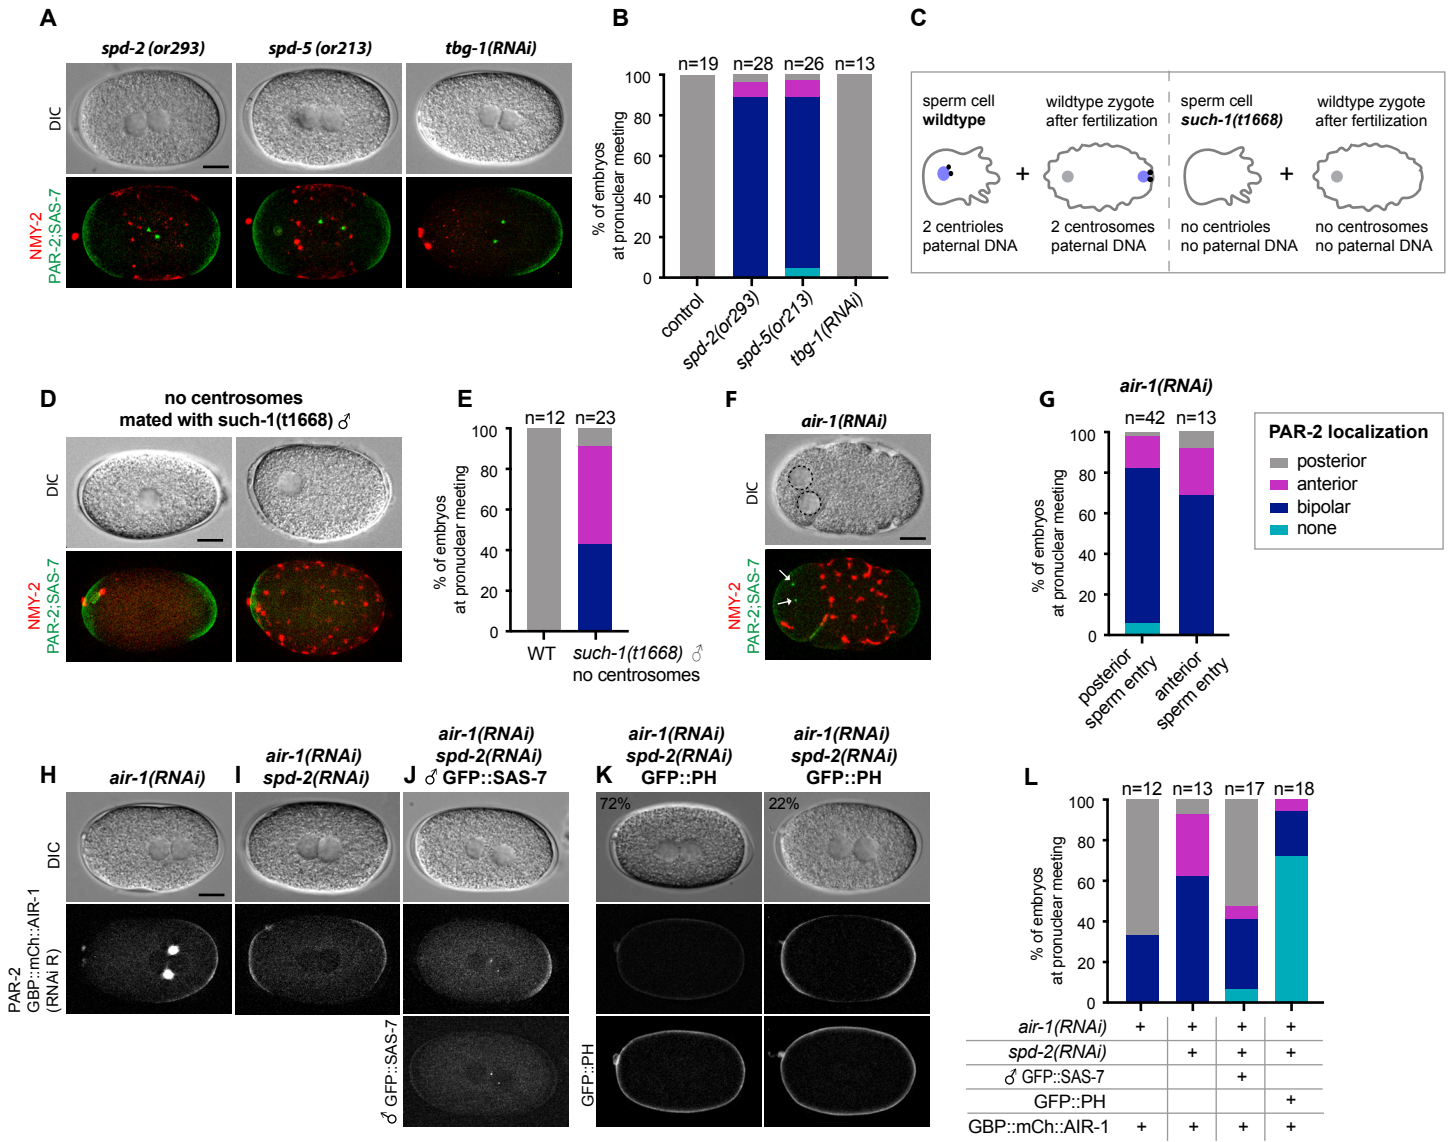 A
spd-2 (or293)
spd-5 (or213)
tbg-1(RNAi)
DIC
NMY-2
PAR-2;SAS-7
B
n=19
n=28
n=26
n=13
% of embryos
at pronuclear meeting
100
80
60
40
20
0
control
spd-2(or293)
spd-5(or213)
tbg-1(RNAi)
C
sperm cell
wildtype
wildtype zygote
after fertilization
sperm cell
such-1(t1668)
wildtype zygote
after fertilization
+
+
2 centrioles
paternal DNA
2 centrosomes
paternal DNA
no centrioles
no paternal DNA
no centrosomes
no paternal DNA
D
no centrosomes
mated with such-1(t1668) ♂
DIC
NMY-2
PAR-2;SAS-7
E
n=12
n=23
% of embryos
at pronuclear meeting
100
80
60
40
20
0
WT
such-1(t1668) ♂
no centrosomes
F
air-1(RNAi)
DIC
NMY-2
PAR-2;SAS-7
G
air-1(RNAi)
n=42
n=13
% of embryos
at pronuclear meeting
100
80
60
40
20
0
posterior
sperm entry
anterior
sperm entry
PAR-2 localization
posterior
anterior
bipolar
none
H
air-1(RNAi)
DIC
PAR-2
GBP::mCh::AIR-1
(RNAi R)
I
air-1(RNAi)
spd-2(RNAi)
J
air-1(RNAi)
spd-2(RNAi)
♂ GFP::SAS-7
♂ GFP::SAS-7
K
air-1(RNAi)
spd-2(RNAi)
GFP::PH
air-1(RNAi)
spd-2(RNAi)
GFP::PH
72%
22%
GFP::PH
L
n=12
n=13
n=17
n=18
% of embryos
at pronuclear meeting
100
80
60
40
20
0
air-1(RNAi) + + + +
spd-2(RNAi) + + +
♂ GFP::SAS-7 +
GFP::PH +
GBP::mCh::AIR-1 + + + +